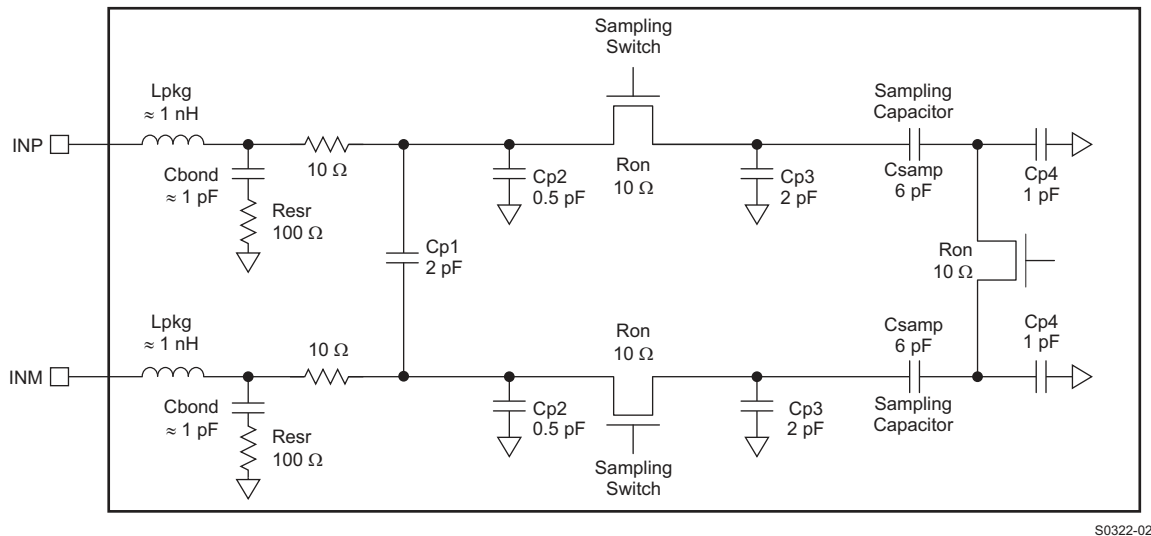 Sampling
Switch
Lpkg
≈ 1 nH
Sampling
Capacitor
INP
Cbond
≈ 1 pF
10 Ω
Cp2
0.5 pF
Ron
10 Ω
Cp3
2 pF
Csamp
6 pF
Cp4
1 pF
Resr
100 Ω
Cp1
2 pF
Ron
10 Ω
Lpkg
≈ 1 nH
10 Ω
Ron
10 Ω
Csamp
6 pF
Cp4
1 pF
INM
Cbond
≈ 1 pF
Cp2
0.5 pF
Cp3
2 pF
Sampling
Capacitor
Resr
100 Ω
Sampling
Switch
S0322-02